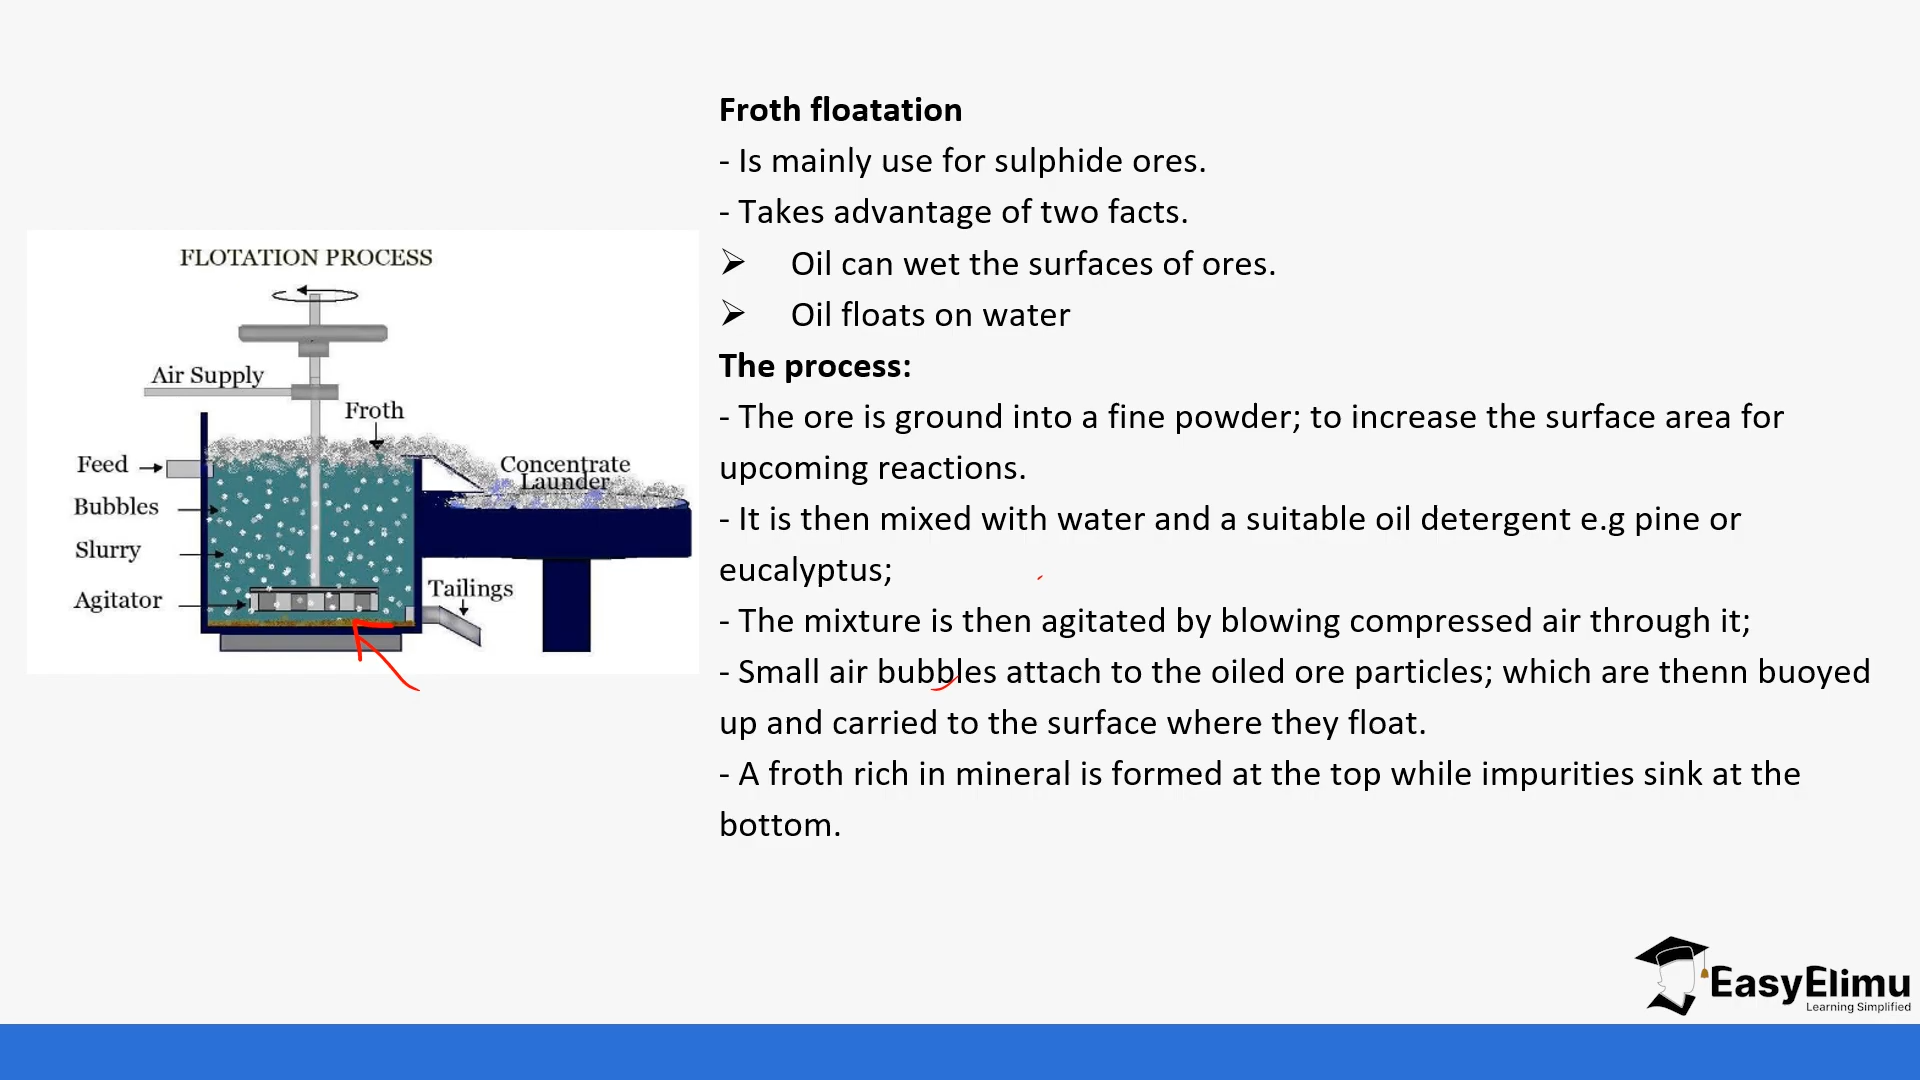 Froth floatation
- Is mainly use for sulphide ores.
- Takes advantage of two facts.
➢ Oil can wet the surfaces of ores.
➢ Oil floats on water
The process:
- The ore is ground into a fine powder; to increase the surface area for
upcoming reactions.
- It is then mixed with water and a suitable oil detergent e.g pine or
eucalyptus;
- The mixture is then agitated by blowing compressed air through it;
- Small air bubbles attach to the oiled ore particles; which are thenn buoyed
up and carried to the surface where they float.
- A froth rich in mineral is formed at the top while impurities sink at the
bottom.
FLOTATION PROCESS
Air Supply
Froth
Feed
Concentrate
Launder
Bubbles
Slurry
Agitator
Tailings
EasyElimu
Learning Simplified